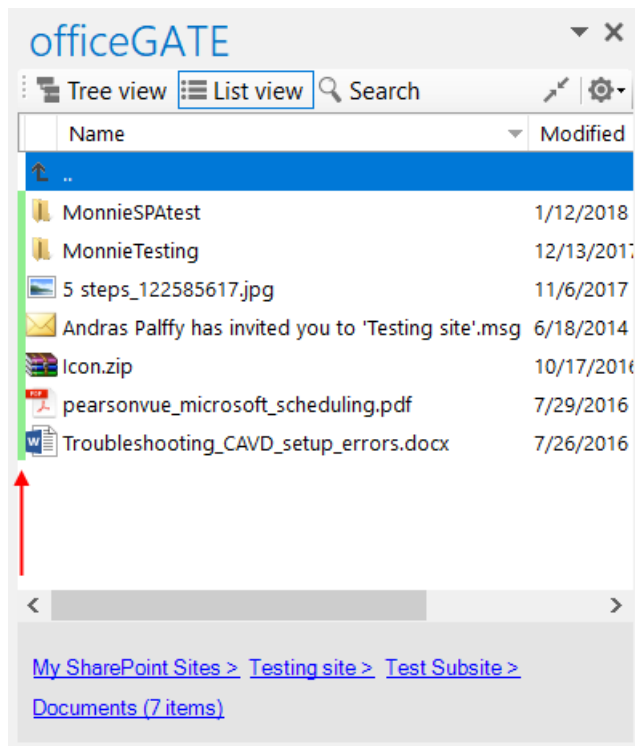 officeGATE
Tree view List view Search
Name Modified
..
MonnieSPAtest 1/12/2018
MonnieTesting 12/13/2017
5 steps_122585617.jpg 11/6/2017
Andras Palffy has invited you to 'Testing site'.msg 6/18/2014
Icon.zip 10/17/2016
pearsonvue_microsoft_scheduling.pdf 7/29/2016
Troubleshooting_CAVD_setup_errors.docx 7/26/2016
My SharePoint Sites > Testing site > Test Subsite >
Documents (7 items)